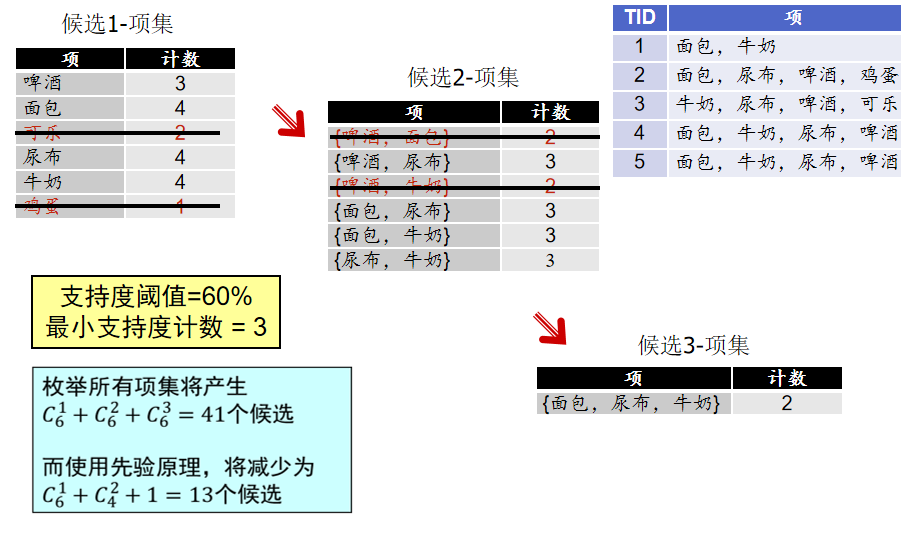 候选1-项集
项 计数
啤酒 3
面包 4
可乐 2
尿布 4
牛奶 4
鸡蛋 1
候选2-项集
项 计数
{啤酒，面包} 2
{啤酒，尿布} 3
{啤酒，牛奶} 2
{面包，尿布} 3
{面包，牛奶} 3
{尿布，牛奶} 3
TID 项
1 面包，牛奶
2 面包，尿布，啤酒，鸡蛋
3 牛奶，尿布，啤酒，可乐
4 面包，牛奶，尿布，啤酒
5 面包，牛奶，尿布，啤酒
支持度阈值=60%
最小支持度计数 = 3
枚举所有项集将产生
$C_6^1 + C_6^2 + C_6^3 = 41$个候选
而使用先验原理，将减少为
$C_6^1 + C_4^2 + 1 = 13$个候选
候选3-项集
项 计数
{面包，尿布，牛奶} 2